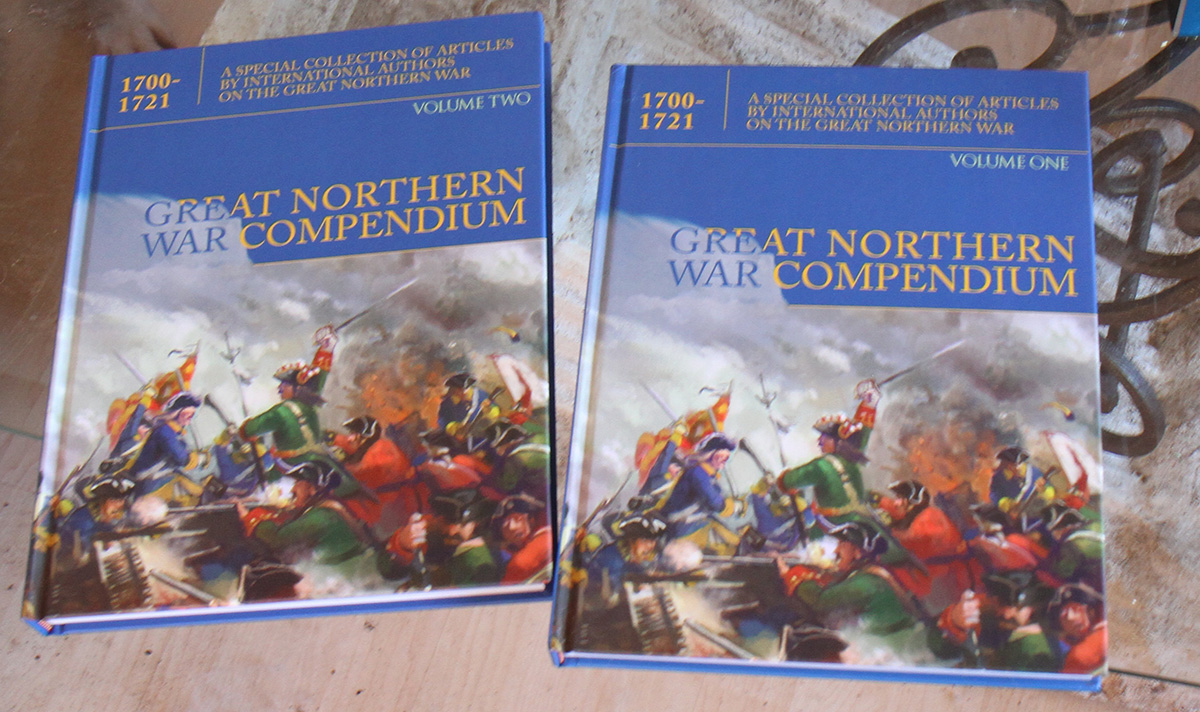 1700-
1721
A SPECIAL COLLECTION OF ARTICLES
BY INTERNATIONAL AUTHORS
ON THE GREAT NORTHERN WAR
VOLUME TWO
GREAT NORTHERN
WAR COMPENDIUM
1700-
1721
A SPECIAL COLLECTION OF ARTICLES
BY INTERNATIONAL AUTHORS
ON THE GREAT NORTHERN WAR
VOLUME ONE
GREAT NORTHERN
WAR COMPENDIUM